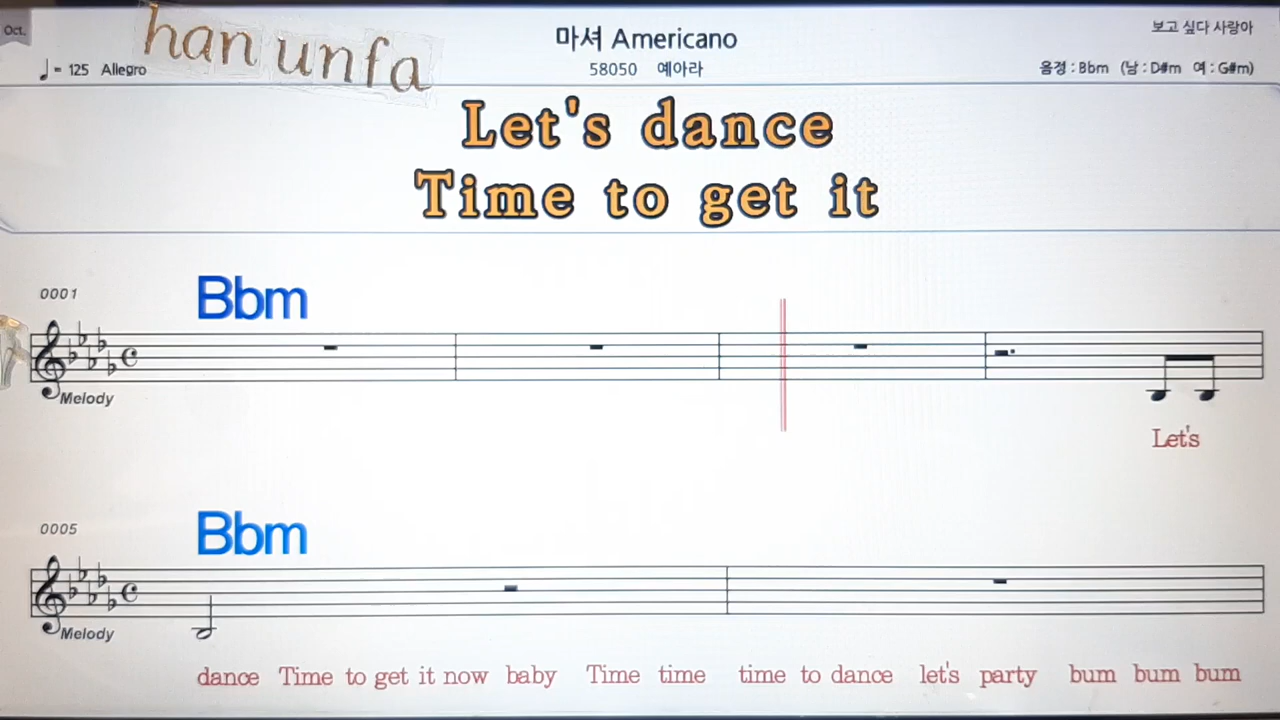 Oct.
han unfa
마셔 Americano
보고 싶다 사랑아
♩= 125 Allegro
58050 예아라
음정 : Bbm (남 : D#m 여 : G#m)
Let's dance
Time to get it
0001
Bbm
Melody
Let's
0005
Bbm
Melody
dance Time to get it now baby Time time time to dance let's party bum bum bum